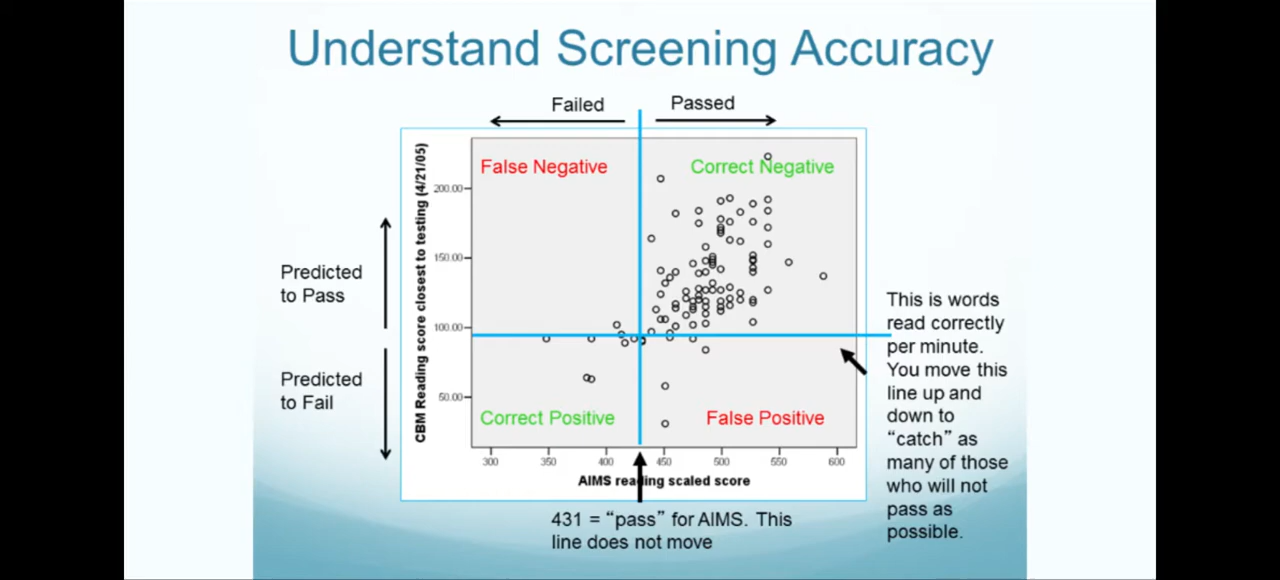 Understand Screening Accuracy
Failed
Passed
False Negative
Correct Negative
CBM Reading score closest to testing (4/21/05)
200.00
150.00
100.00
50.00
Predicted
to Pass
Predicted
to Fail
Correct Positive
False Positive
300
350
400
450
500
550
600
AIMS reading scaled score
431 = “pass” for AIMS. This
line does not move
This is words
read correctly
per minute.
You move this
line up and
down to
“catch” as
many of those
who will not
pass as
possible.